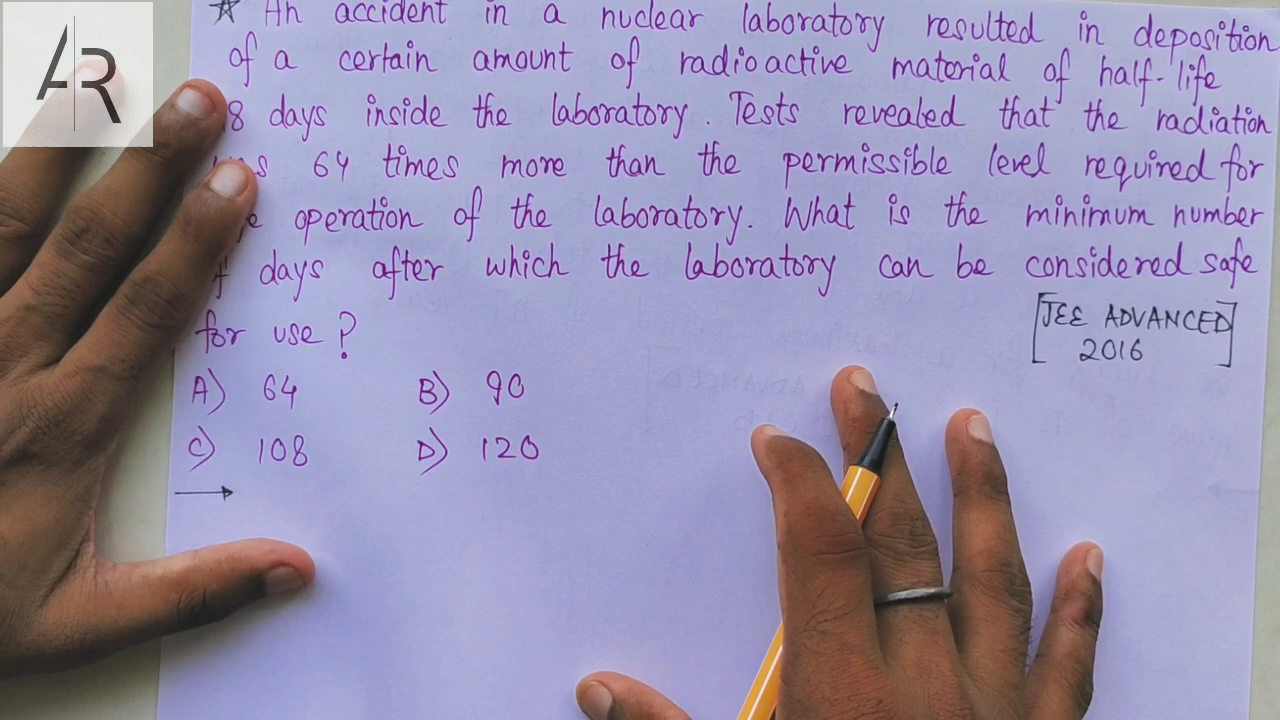 AR
☆ An accident in a nuclear laboratory resulted in deposition
of a certain amount of radioactive material of half-life
8 days inside the laboratory. Tests revealed that the radiation
64 times more than the permissible level required for
operation of the laboratory. What is the minimum number
days after which the laboratory can be considered safe
for use?
[JEE ADVANCED
2016]
A) 64 B) 90
C) 108 D) 120
→